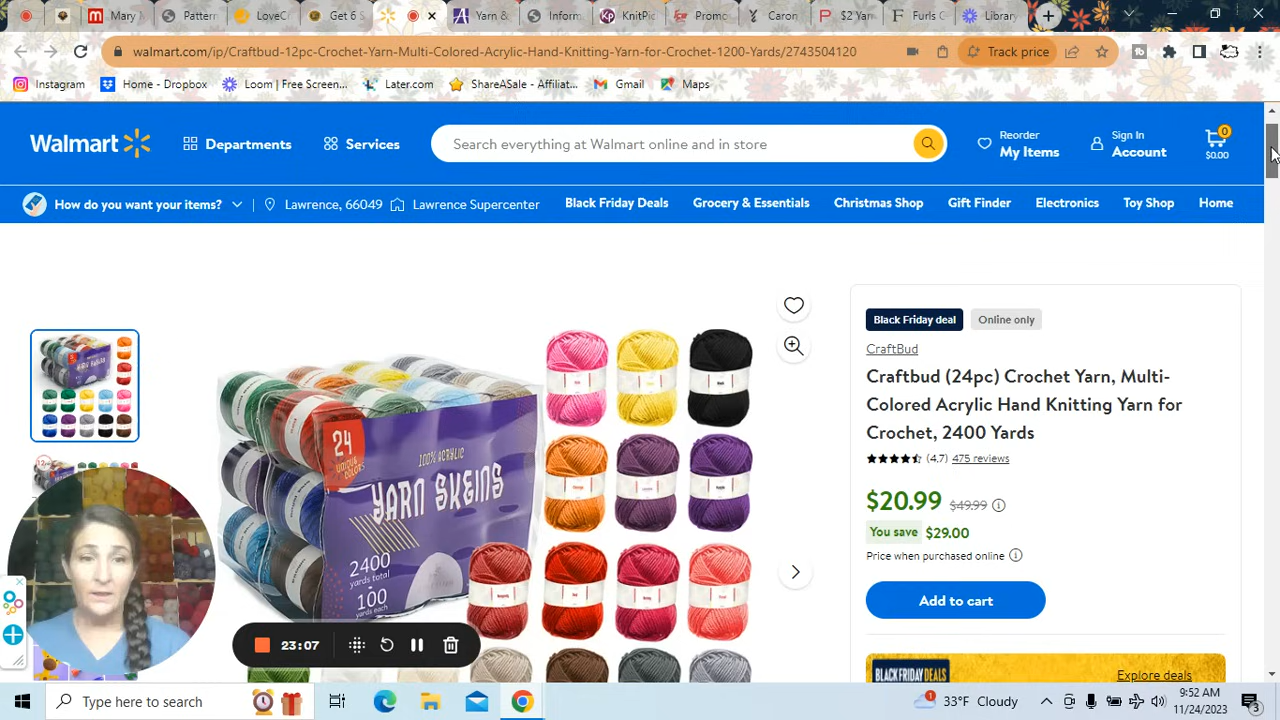 Mary
Pattern
LoveCr
Get 6
Yarn &
Inform
KnitPic
Promo
Caron
$2 Yarn
Furls C
Library
walmart.com/ip/Craftbud-12pc-Crochet-Yarn-Multi-Colored-Acrylic-Hand-Knitting-Yarn-for-Crochet-1200-Yards/2743504120
Track price
Instagram
Home - Dropbox
Loom | Free Screen...
Later.com
ShareASale - Affiliat...
Gmail
Maps
Walmart
Departments
Services
Search everything at Walmart online and in store
Reorder
My Items
Sign In
Account
0
$0.00
How do you want your items?
Lawrence, 66049
Lawrence Supercenter
Black Friday Deals
Grocery & Essentials
Christmas Shop
Gift Finder
Electronics
Toy Shop
Home
24
UNIQUE
COLORS
100% ACRYLIC
YARN SKEINS
2400
yards total
100
yards each
Black Friday deal
Online only
CraftBud
Craftbud (24pc) Crochet Yarn, Multi-
Colored Acrylic Hand Knitting Yarn for
Crochet, 2400 Yards
(4.7) 475 reviews
$20.99 $49.99
You save $29.00
Price when purchased online
Add to cart
BLACK FRIDAY DEALS
Explore deals
23:07
Type here to search
33°F Cloudy
9:52 AM
11/24/2023
3